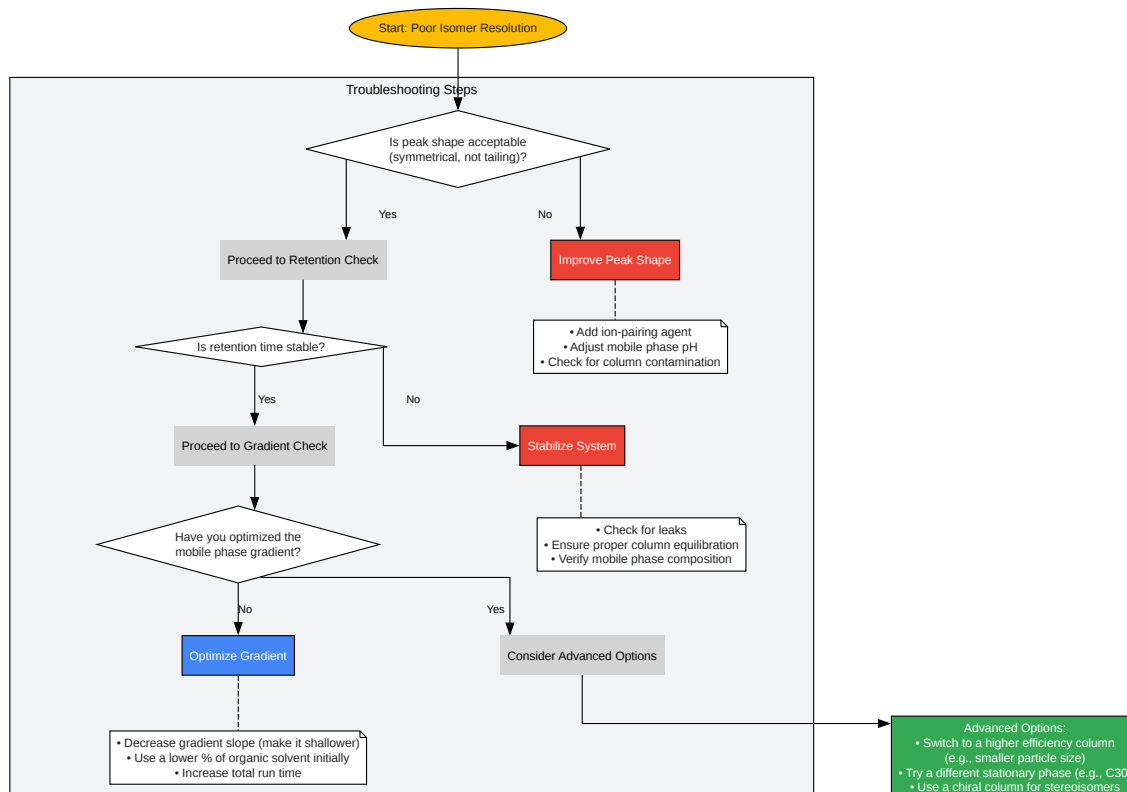 Start: Poor Isomer Resolution
Troubleshooting Steps
Is peak shape acceptable
(symmetrical, not tailing)?
Yes
No
Proceed to Retention Check
Improve Peak Shape
• Add ion-pairing agent
• Adjust mobile phase pH
• Check for column contamination
Is retention time stable?
Yes
No
Proceed to Gradient Check
Stabilize System
• Check for leaks
• Ensure proper column equilibration
• Verify mobile phase composition
Have you optimized the
mobile phase gradient?
No
Yes
Optimize Gradient
Consider Advanced Options
• Decrease gradient slope (make it shallower)
• Use a lower % of organic solvent initially
• Increase total run time
Advanced Options:
• Switch to a higher efficiency column
(e.g., smaller particle size)
• Try a different stationary phase (e.g., C30
• Use a chiral column for stereoisomers